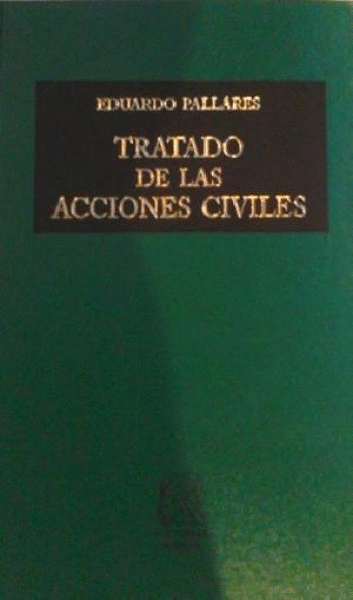 EDUARDO PALLARES
TRATADO
DE LAS
ACCIONES CIVILES